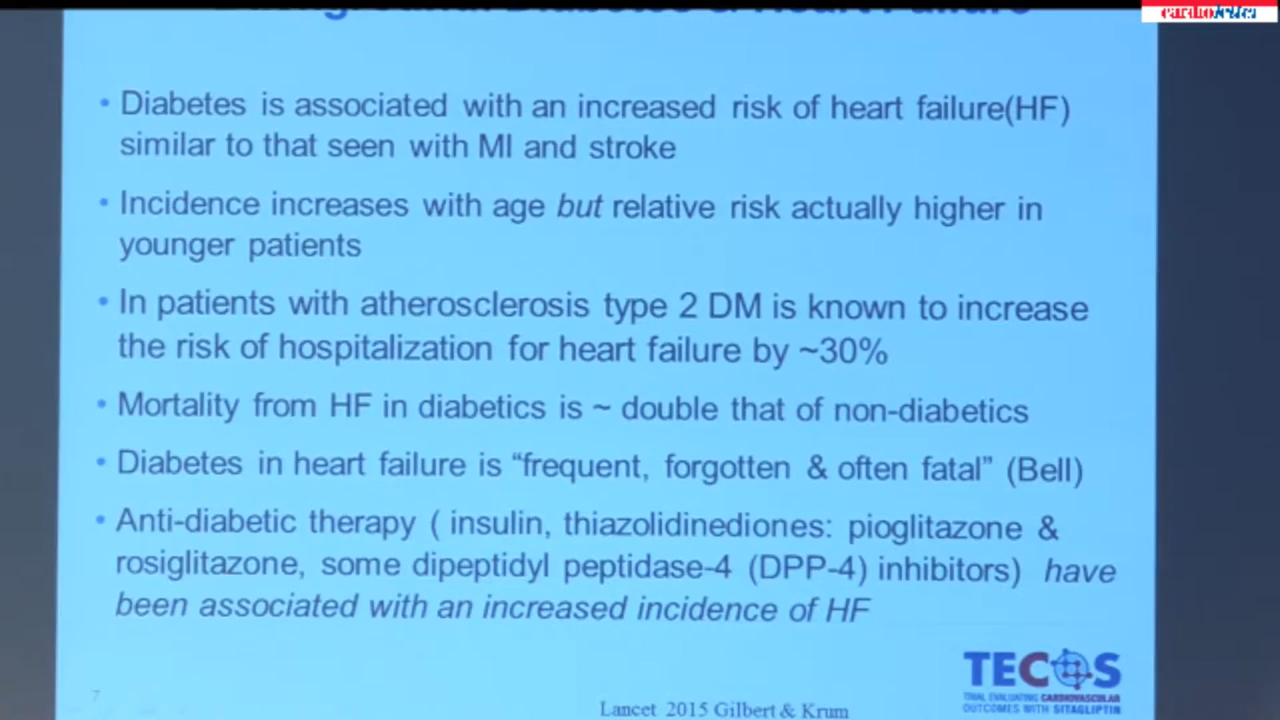 Diabetes & Heart Failure
• Diabetes is associated with an increased risk of heart failure(HF)
similar to that seen with MI and stroke
• Incidence increases with age but relative risk actually higher in
younger patients
• In patients with atherosclerosis type 2 DM is known to increase
the risk of hospitalization for heart failure by ~30%
• Mortality from HF in diabetics is ~ double that of non-diabetics
• Diabetes in heart failure is “frequent, forgotten & often fatal” (Bell)
• Anti-diabetic therapy ( insulin, thiazolidinediones: pioglitazone &
rosiglitazone, some dipeptidyl peptidase-4 (DPP-4) inhibitors) have
been associated with an increased incidence of HF
TECOS
TRIAL EVALUATING CARDIOVASCULAR
OUTCOMES WITH SITAGLIPTIN
7
Lancet 2015 Gilbert & Krum